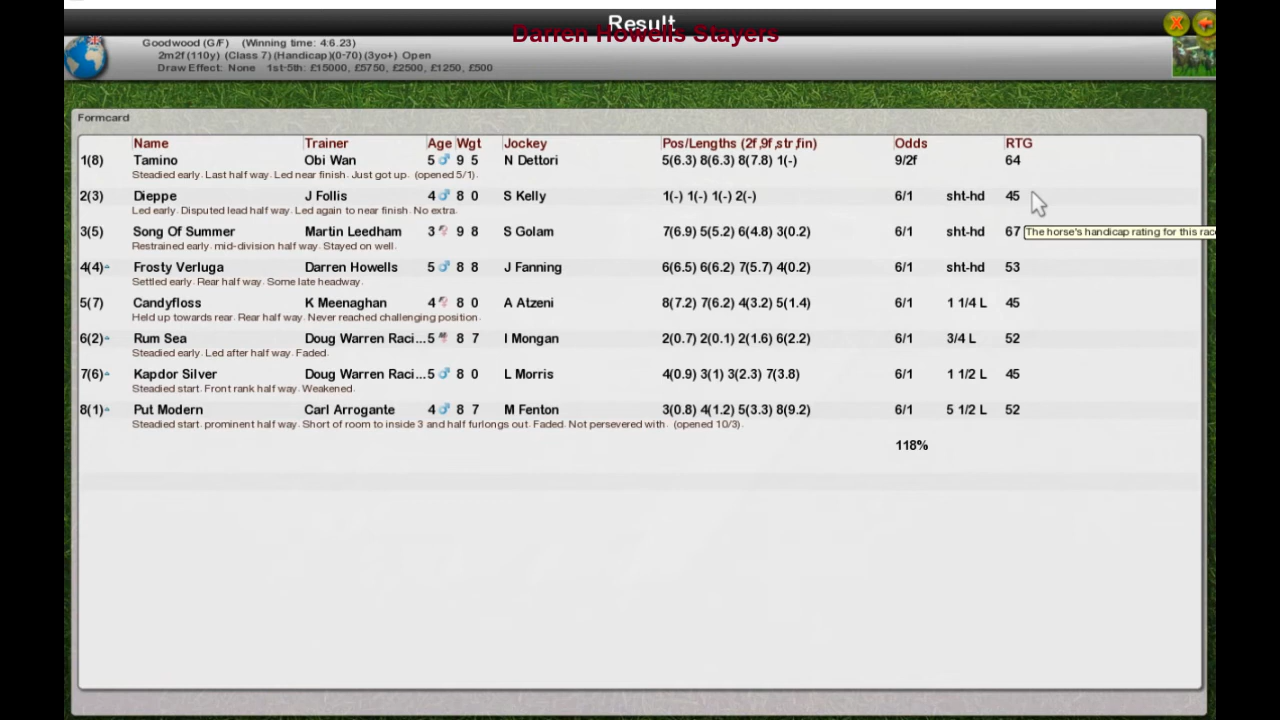 Result
Darren Howells Stayers
Goodwood (G/F) (Winning time: 4:6.23)
2m2f(110y) (Class 7)(Handicap)(0-70)(3yo+) Open
Draw Effect: None 1st-5th: £15000, £5750, £2500, £1250, £500
Formcard
Name Trainer Age Wgt Jockey Pos/Lengths (2f,9f,str,fin) Odds RTG
1(8) Tamino Obi Wan 5 ♂ 9 5 N Dettori 5(6.3) 8(6.3) 8(7.8) 1(-) 9/2f 64
Steadied early. Last half way. Led near finish. Just got up. (opened 5/1).
2(3) Dieppe J Follis 4 ♂ 8 0 S Kelly 1(-) 1(-) 1(-) 2(-) 6/1 sht-hd 45
Led early. Disputed lead half way. Led again to near finish. No extra.
3(5) Song Of Summer Martin Leedham 3 9 8 S Golam 7(6.9) 5(5.2) 6(4.8) 3(0.2) 6/1 sht-hd 67
The horse's handicap rating for this race
Restrained early. mid-division half way. Stayed on well.
4(4) Frosty Verluga Darren Howells 5 ♂ 8 8 J Fanning 6(6.5) 6(6.2) 7(5.7) 4(0.2) 6/1 sht-hd 53
Settled early. Rear half way. Some late headway.
5(7) Candyfloss K Meenaghan 4 8 0 A Atzeni 8(7.2) 7(6.2) 4(3.2) 5(1.4) 6/1 1 1/4 L 45
Held up towards rear. Rear half way. Never reached challenging position.
6(2) Rum Sea Doug Warren Raci... 5 8 7 I Mongan 2(0.7) 2(0.1) 2(1.6) 6(2.2) 6/1 3/4 L 52
Steadied early. Led after half way. Faded.
7(6) Kapdor Silver Doug Warren Raci... 5 ♂ 8 0 L Morris 4(0.9) 3(1) 3(2.3) 7(3.8) 6/1 1 1/2 L 45
Steadied start. Front rank half way. Weakened.
8(1) Put Modern Carl Arrogante 4 ♂ 8 7 M Fenton 3(0.8) 4(1.2) 5(3.3) 8(9.2) 6/1 5 1/2 L 52
Steadied start. prominent half way. Short of room to inside 3 and half furlongs out. Faded. Not persevered with. (opened 10/3).
118%